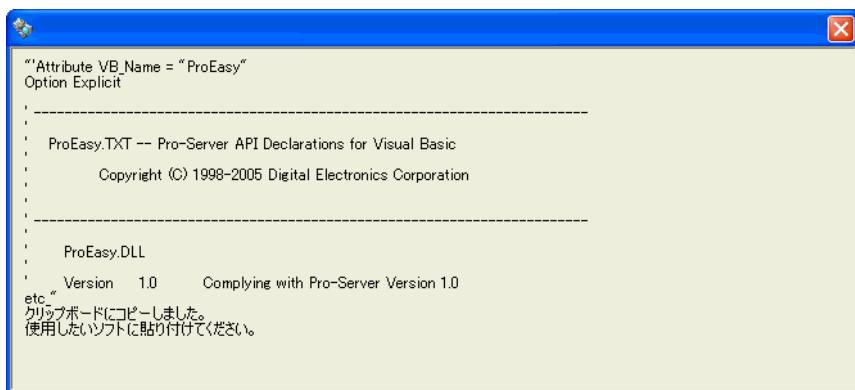 "'Attribute VB_Name = "ProEasy"
Option Explicit
' ------------------------------------------------------------------------
'
' ProEasy.TXT -- Pro-Server API Declarations for Visual Basic
'
' Copyright (C) 1998-2005 Digital Electronics Corporation
'
'
' ------------------------------------------------------------------------
'
' ProEasy.DLL
'
' Version 1.0 Complying with Pro-Server Version 1.0
etc_"
クリップボードにコピーしました。
使用したいソフトに貼り付けてください。